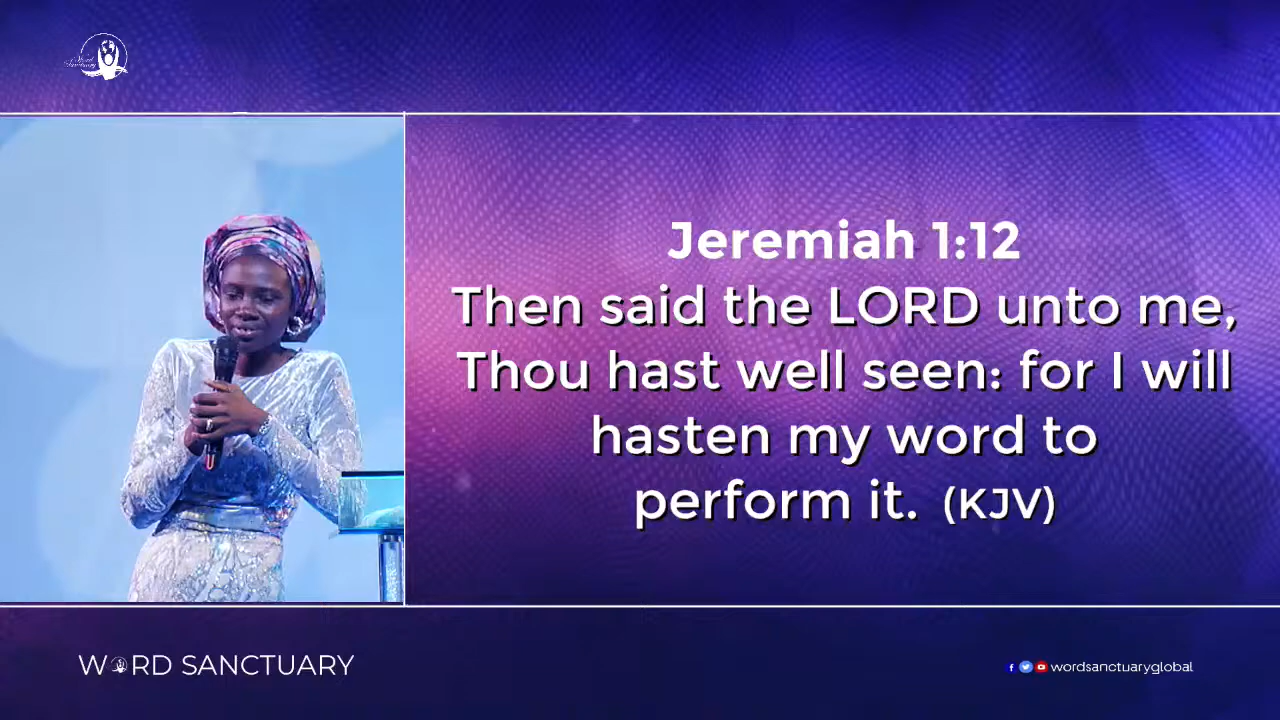 Jeremiah 1:12
Then said the LORD unto me,
Thou hast well seen: for I will
hasten my word to
perform it. (KJV)
WORD SANCTUARY
wordsanctuaryglobal